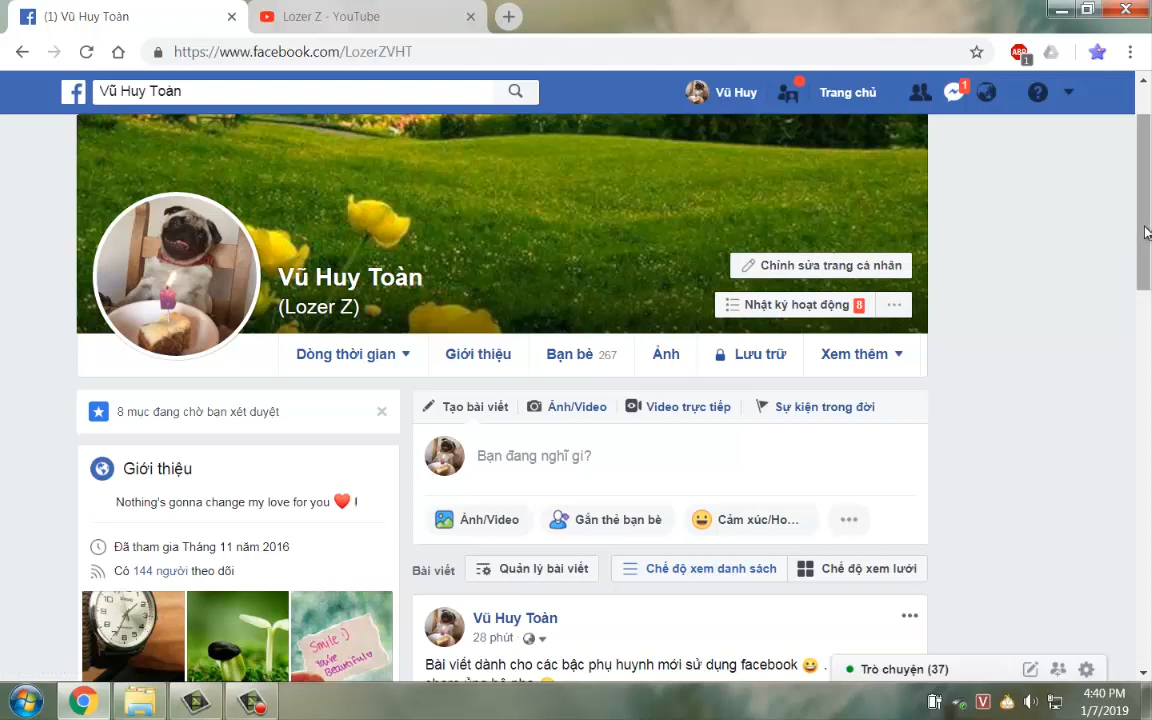 (1) Vũ Huy Toàn
Lozer Z - YouTube
https://www.facebook.com/LozerZVHT
ABP
1
Vũ Huy Toàn
Vũ Huy
Trang chủ
1
Vũ Huy Toàn
(Lozer Z)
Chỉnh sửa trang cá nhân
Nhật ký hoạt động 8
Dòng thời gian
Giới thiệu
Bạn bè 267
Ảnh
Lưu trữ
Xem thêm
8 mục đang chờ bạn xét duyệt
Tạo bài viết
Ảnh/Video
Video trực tiếp
Sự kiện trong đời
Bạn đang nghĩ gì?
Giới thiệu
Nothing's gonna change my love for you ❤ !
Ảnh/Video
Gắn thẻ bạn bè
Cảm xúc/Ho...
Đã tham gia Tháng 11 năm 2016
Có 144 người theo dõi
Bài viết
Quản lý bài viết
Chế độ xem danh sách
Chế độ xem lưới
Smile :)
You're
Beautiful
Vũ Huy Toàn
28 phút
Bài viết dành cho các bậc phụ huynh mới sử dụng facebook 😀 .
Trò chuyện (37)
V
4:40 PM
1/7/2019